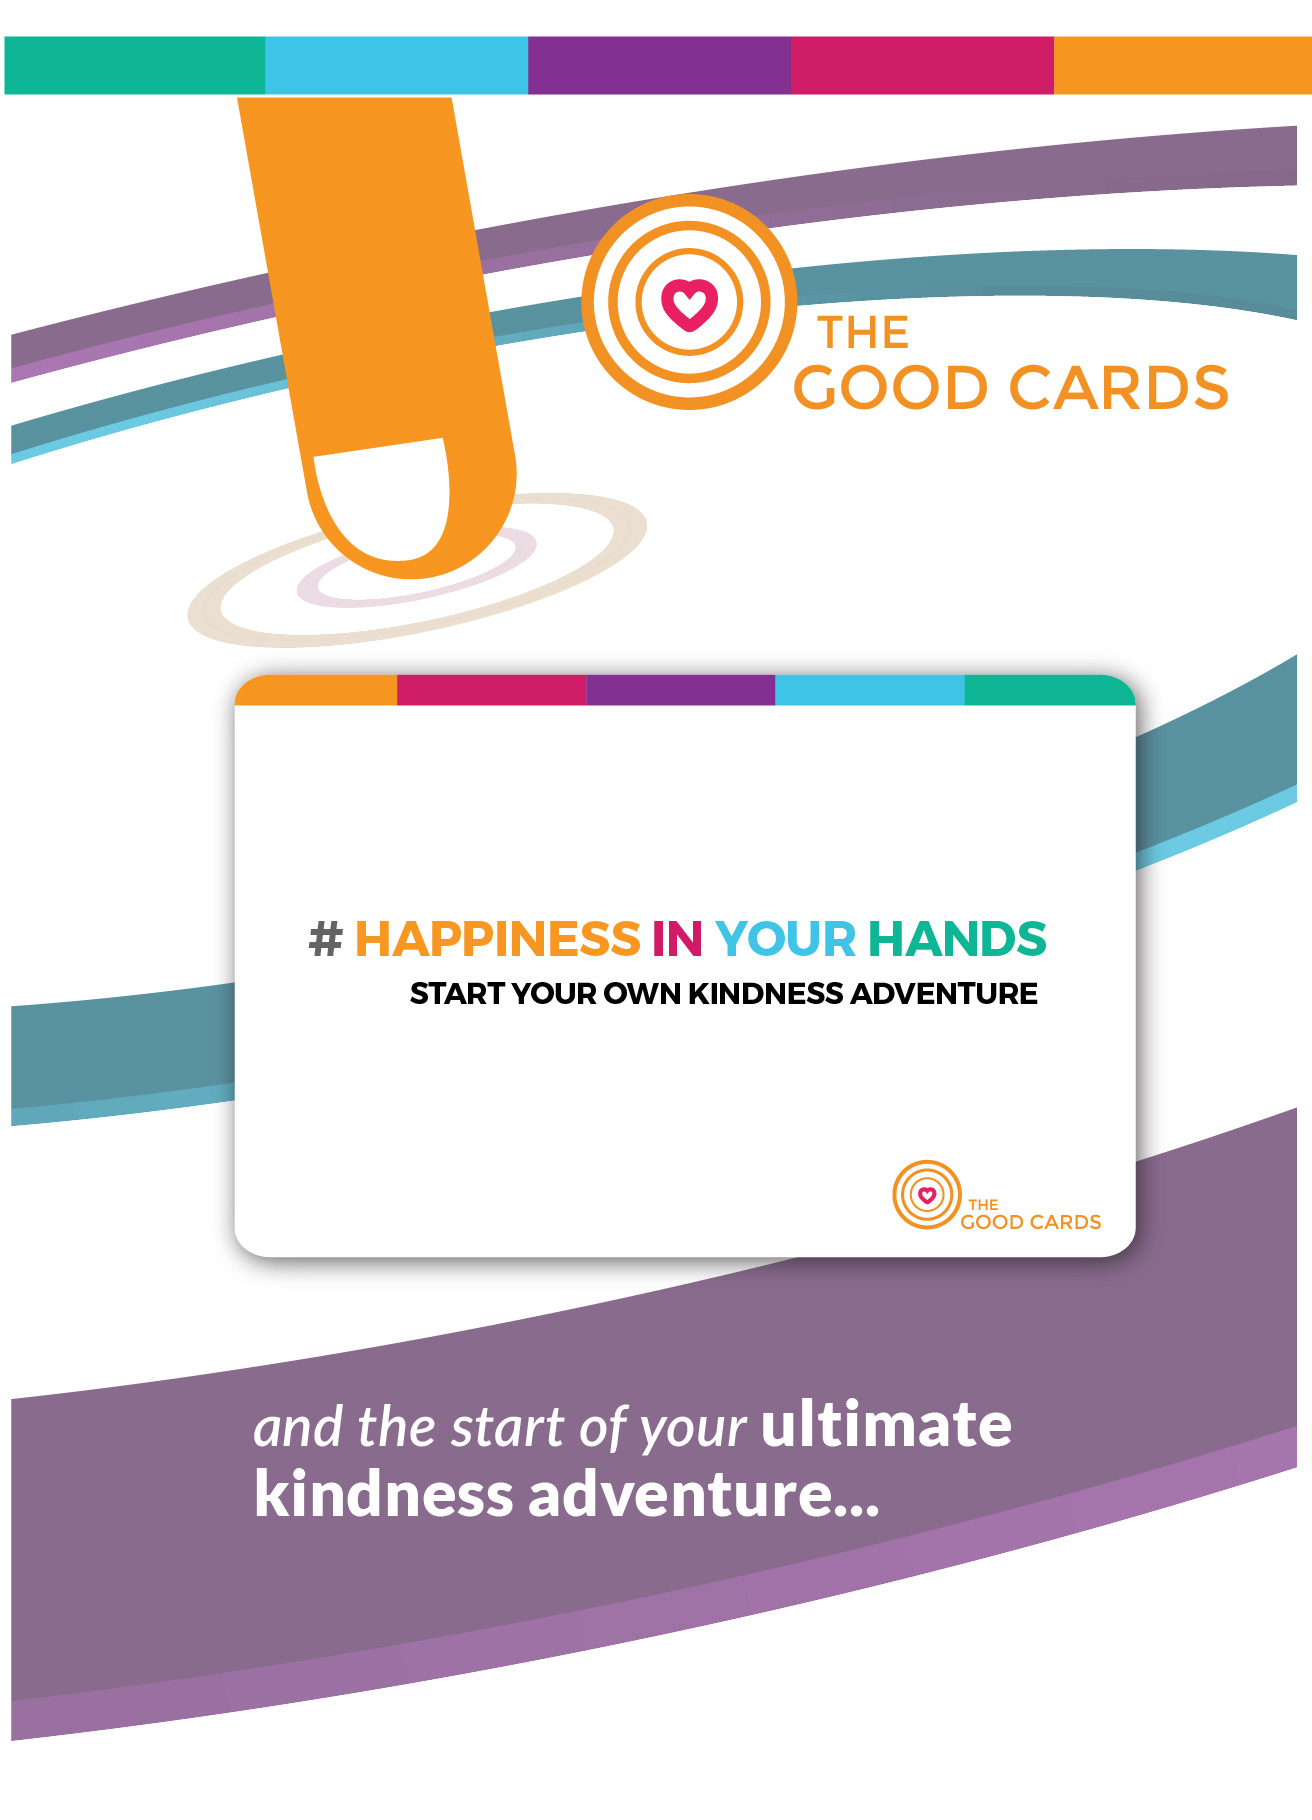 THE
GOOD CARDS
# HAPPINESS IN YOUR HANDS
START YOUR OWN KINDNESS ADVENTURE
THE
GOOD CARDS
and the start of your ultimate
kindness adventure...